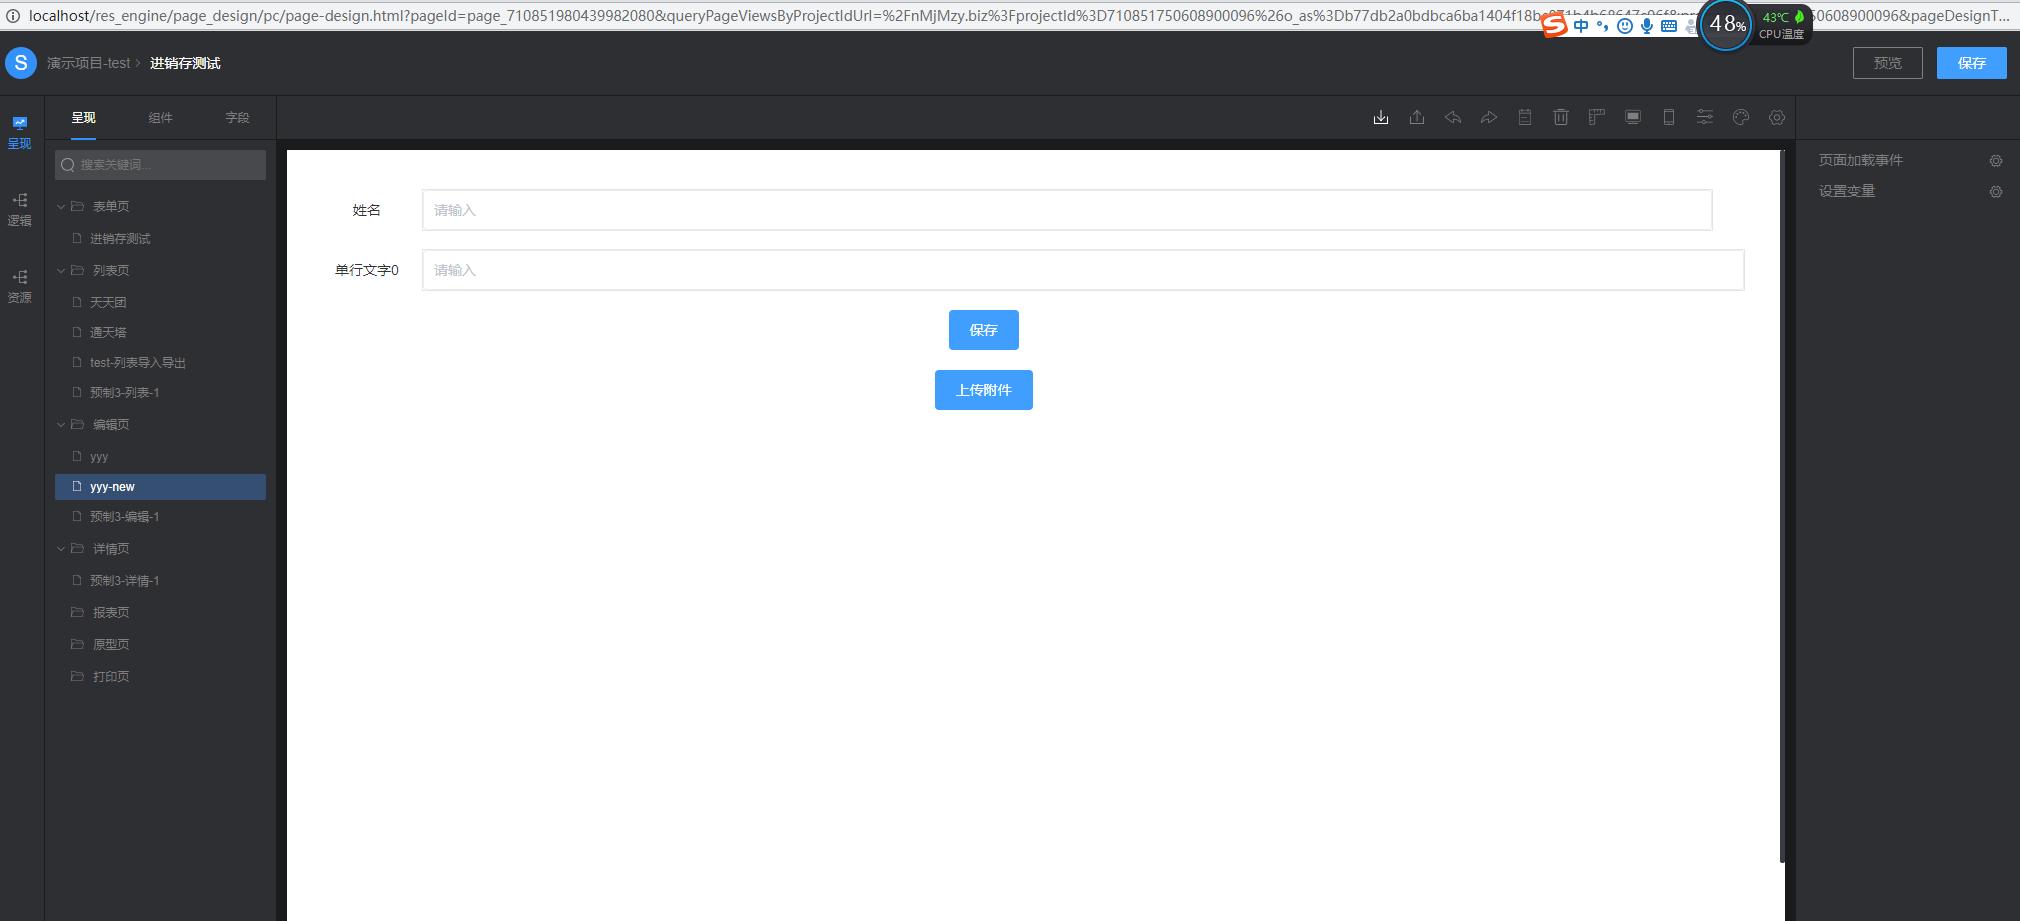 localhost/res_engine/page_design/pc/page-design.html?pageId=page_710851980439982080&queryPageViewsByProjectIdUrl=%2FnMjMzy.biz%3FprojectId%3D710851750608900096%26o_as%3Db77db2a0bdbca6ba1404f18b
50608900096&pageDesignT...
中
48%
43℃
CPU温度
S
演示项目-test > 进销存测试
预览
保存
呈现
逻辑
资源
呈现 组件 字段
搜索关键词...
表单页
进销存测试
列表页
天天团
通天塔
test-列表导入导出
预制3-列表-1
编辑页
yyy
yyy-new
预制3-编辑-1
详情页
预制3-详情-1
报表页
原型页
打印页
姓名 请输入
单行文字0 请输入
保存
上传附件
页面加载事件
设置变量